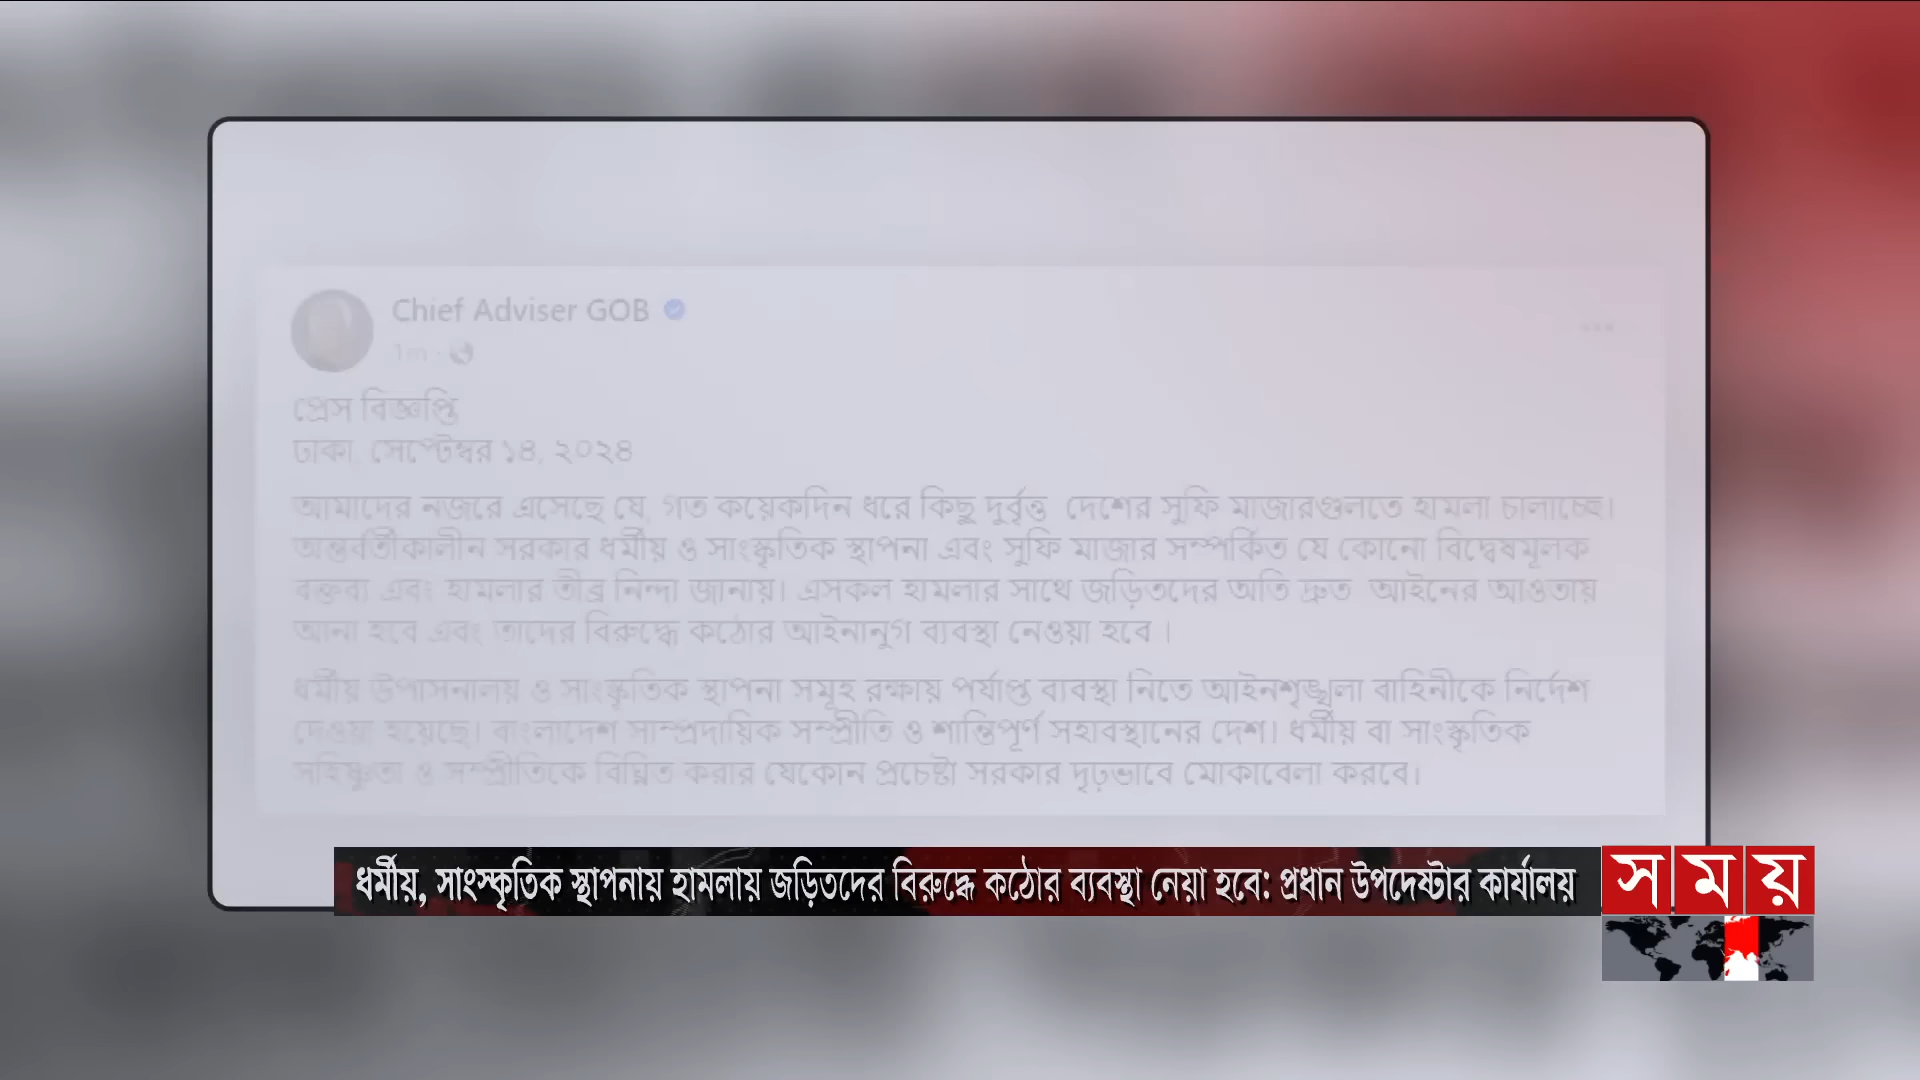 Chief Adviser GOB
1m
প্রেস বিজ্ঞপ্তি
ঢাকা, সেপ্টেম্বর ১৪, ২০২৪
আমাদের নজরে এসেছে যে, গত কয়েকদিন ধরে কিছু দুর্বৃত্ত দেশের সুফি মাজারগুলতে হামলা চালাচ্ছে।
অন্তর্বর্তীকালীন সরকার ধর্মীয় ও সাংস্কৃতিক স্থাপনা এবং সুফি মাজার সম্পর্কিত যে কোনো বিদ্বেষমূলক
বক্তব্য এবং হামলার তীব্র নিন্দা জানায়। এসকল হামলার সাথে জড়িতদের অতি দ্রুত আইনের আওতায়
আনা হবে এবং তাদের বিরুদ্ধে কঠোর আইনানুগ ব্যবস্থা নেওয়া হবে ।
ধর্মীয় উপাসনালয় ও সাংস্কৃতিক স্থাপনা সমূহ রক্ষায় পর্যাপ্ত ব্যবস্থা নিতে আইনশৃঙ্খলা বাহিনীকে নির্দেশ
দেওয়া হয়েছে। বাংলাদেশ সাম্প্রদায়িক সম্প্রীতি ও শান্তিপূর্ণ সহাবস্থানের দেশ। ধর্মীয় বা সাংস্কৃতিক
সহিষ্ণুতা ও সম্প্রীতিকে বিঘ্নিত করার যেকোন প্রচেষ্টা সরকার দৃঢ়ভাবে মোকাবেলা করবে।
ধর্মীয়, সাংস্কৃতিক স্থাপনায় হামলায় জড়িতদের বিরুদ্ধে কঠোর ব্যবস্থা নেয়া হবে: প্রধান উপদেষ্টার কার্যালয়
সময়